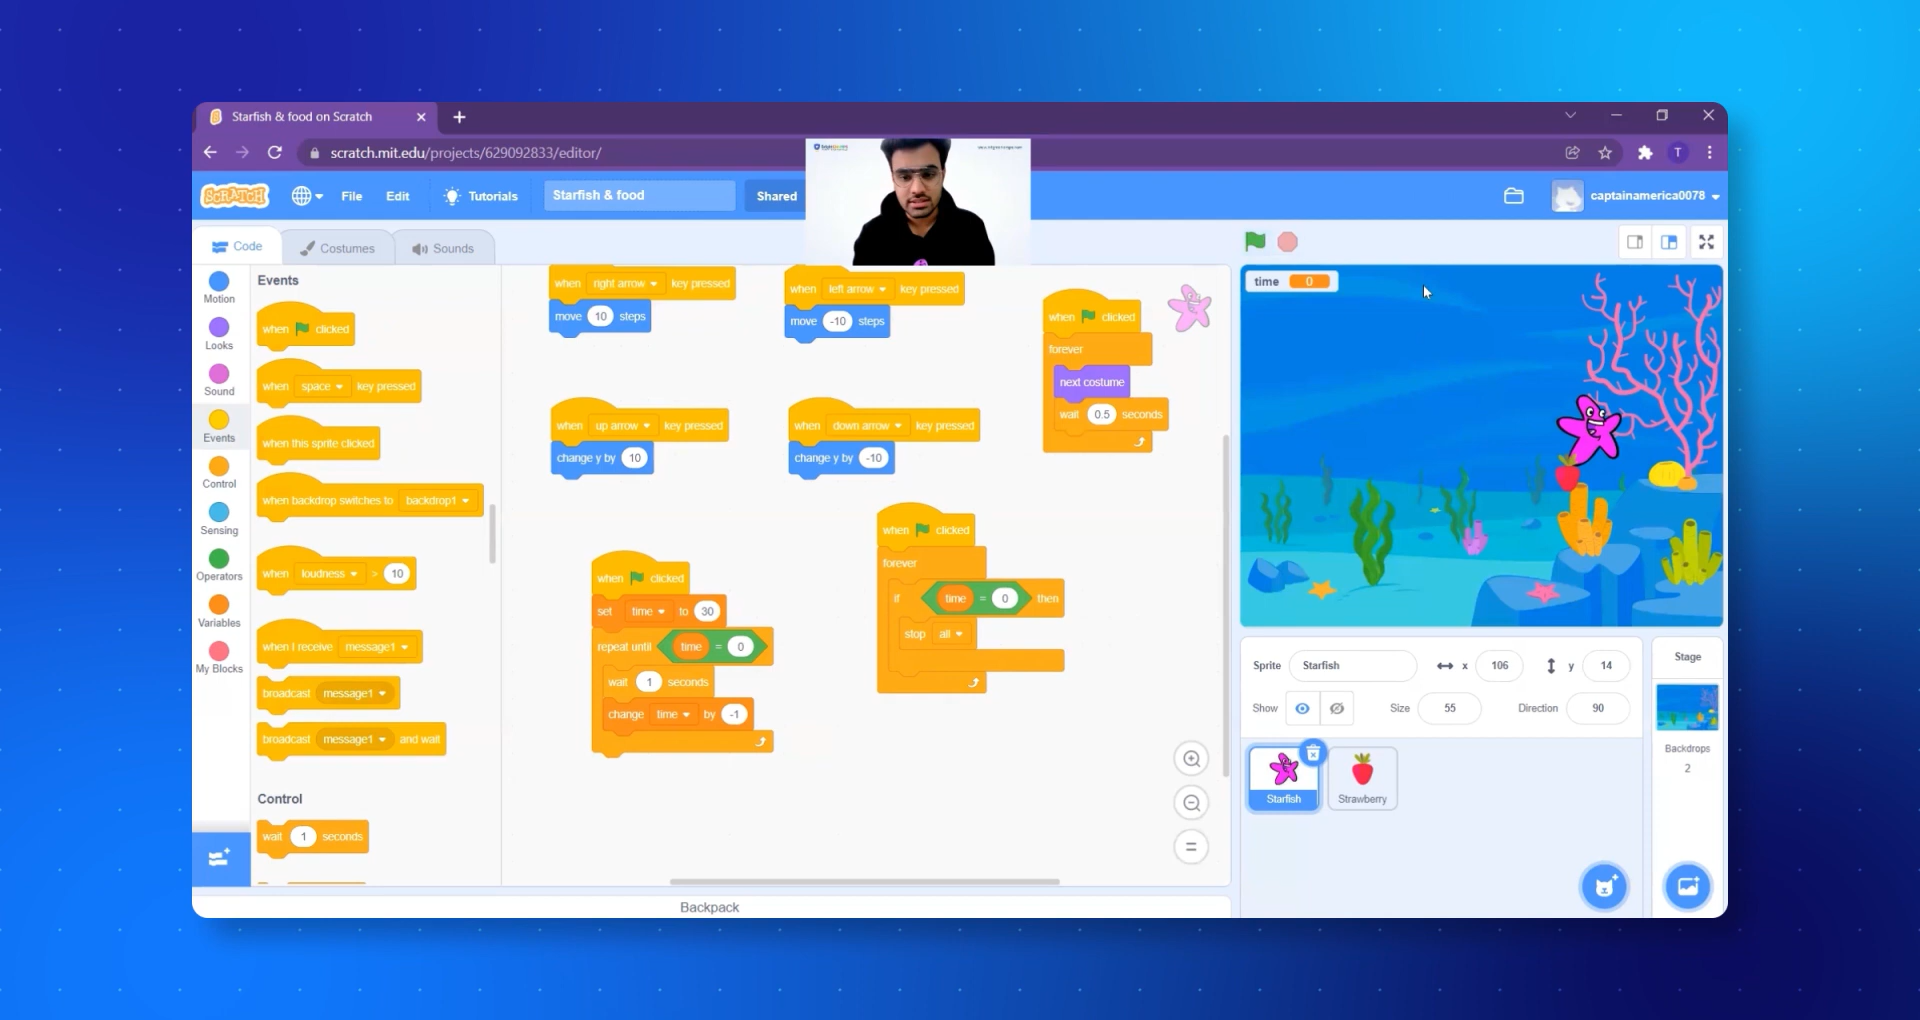 Starfish & food on Scratch
scratch.mit.edu/projects/629092833/editor/
T
SCRATCH
File
Edit
Tutorials
Starfish & food
Shared
captainamerica0078
Code
Costumes
Sounds
Motion
Looks
Sound
Events
Control
Sensing
Operators
Variables
My Blocks
Events
when clicked
when space key pressed
when this sprite clicked
when backdrop switches to backdrop1
when loudness > 10
when I receive message1
broadcast message1
broadcast message1 and wait
Control
wait 1 seconds
when right arrow key pressed
move 10 steps
when left arrow key pressed
move -10 steps
when up arrow key pressed
change y by 10
when down arrow key pressed
change y by -10
when clicked
forever
next costume
wait 0.5 seconds
when clicked
set time to 30
repeat until time = 0
wait 1 seconds
change time by -1
when clicked
forever
if time = 0 then
stop all
Backpack
time 0
Sprite Starfish x 106 y 14
Show Size 55 Direction 90
Starfish
Strawberry
Stage
Backdrops
2